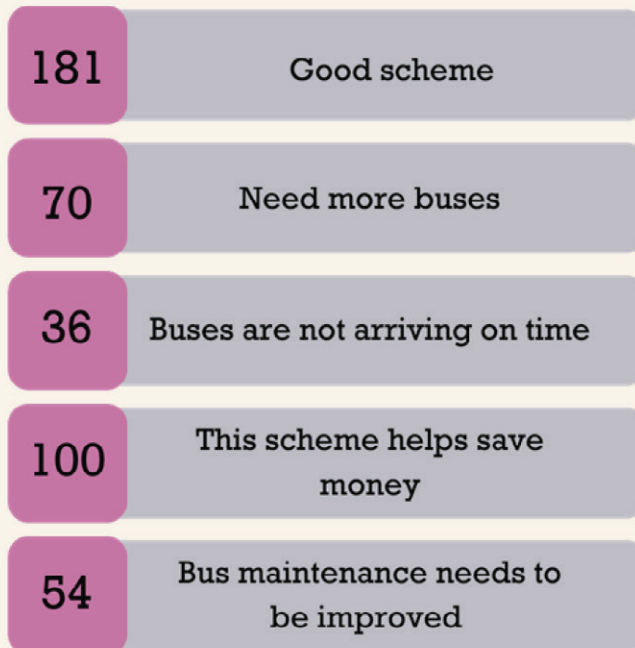 181
Good scheme
70
Need more buses
36
Buses are not arriving on time
100
This scheme helps save
money
54
Bus maintenance needs to
be improved